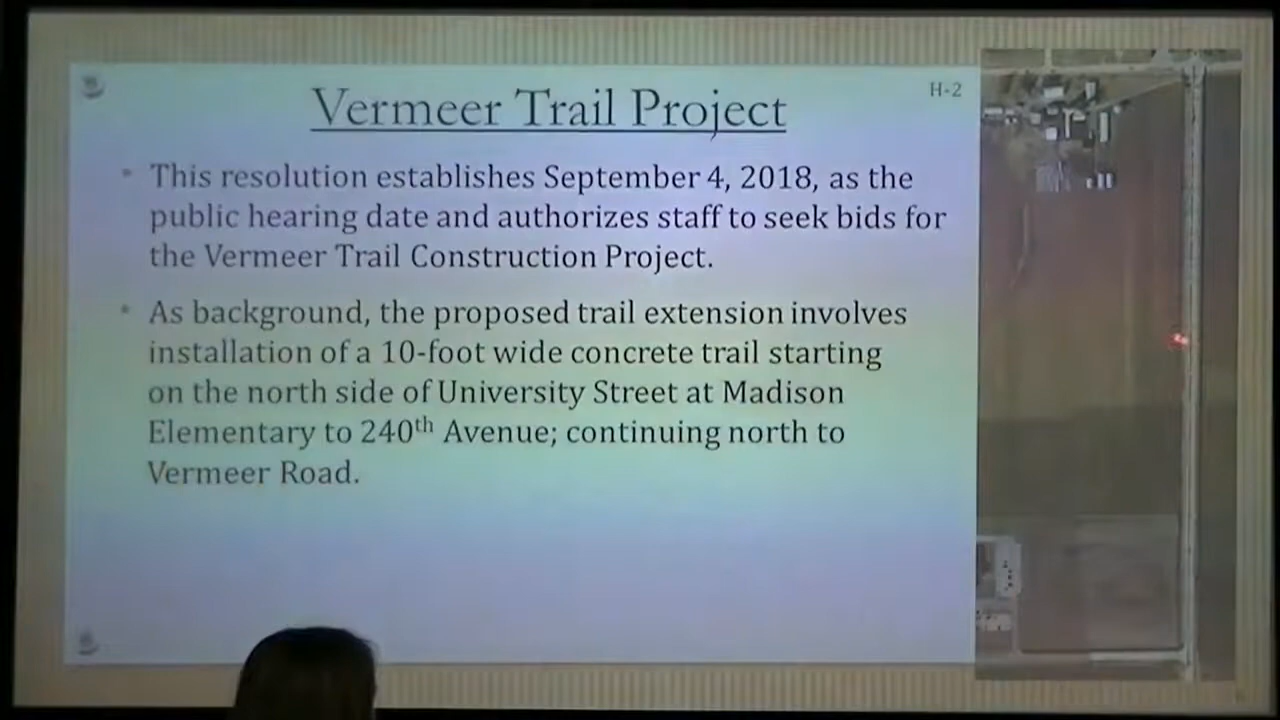 H-2
Vermeer Trail Project
This resolution establishes September 4, 2018, as the
public hearing date and authorizes staff to seek bids for
the Vermeer Trail Construction Project.
As background, the proposed trail extension involves
installation of a 10-foot wide concrete trail starting
on the north side of University Street at Madison
Elementary to 240th Avenue; continuing north to
Vermeer Road.